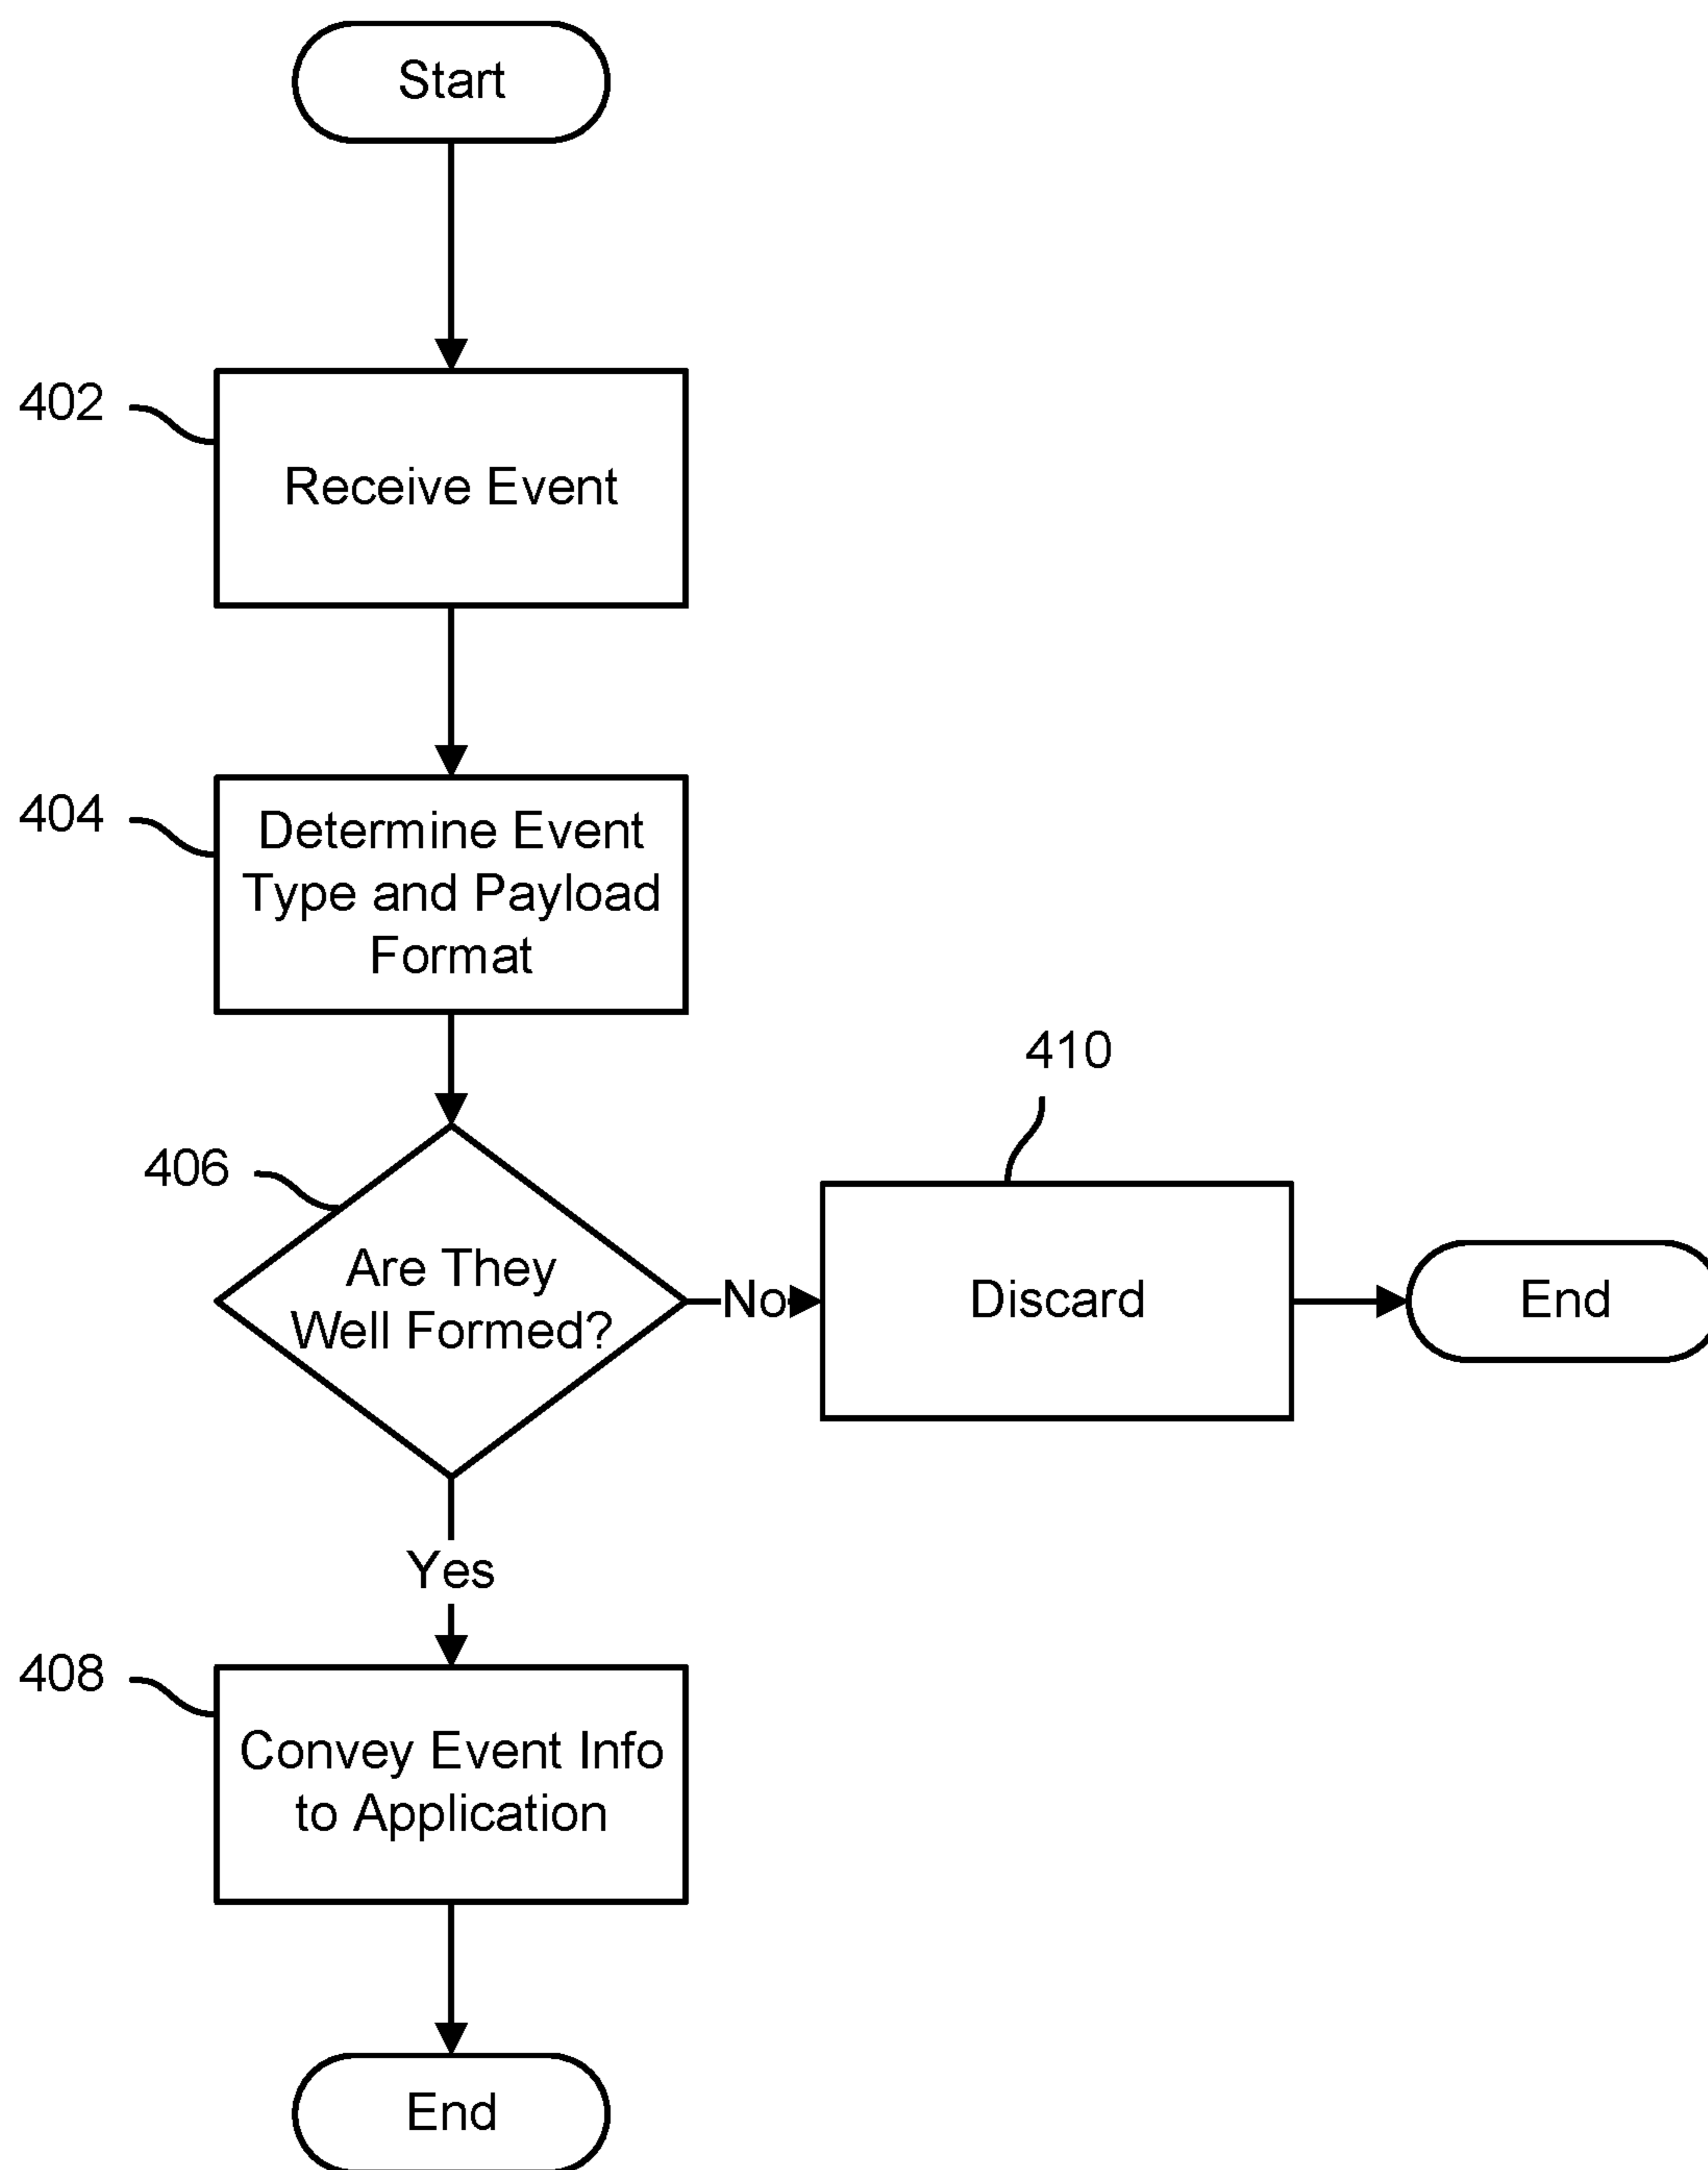 Start
402
Receive Event
404
Determine Event
Type and Payload
Format
410
406
Are They
Well Formed?
No
Discard
End
Yes
408
Convey Event Info
to Application
End